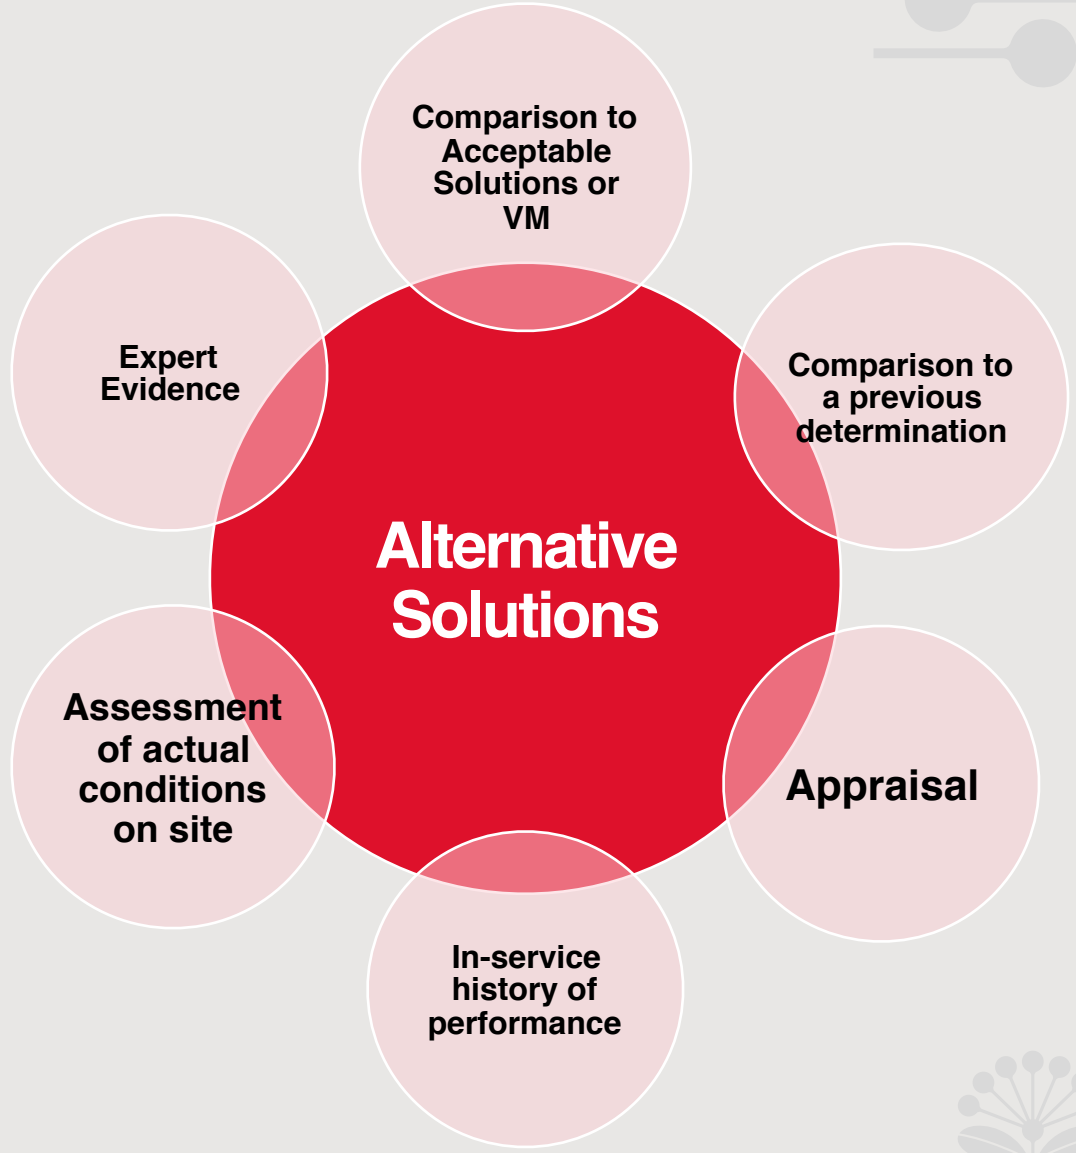 Comparison to
Acceptable
Solutions or
VM
Comparison to
a previous
determination
Appraisal
In-service
history of
performance
Assessment
of actual
conditions
on site
Expert
Evidence
Alternative
Solutions